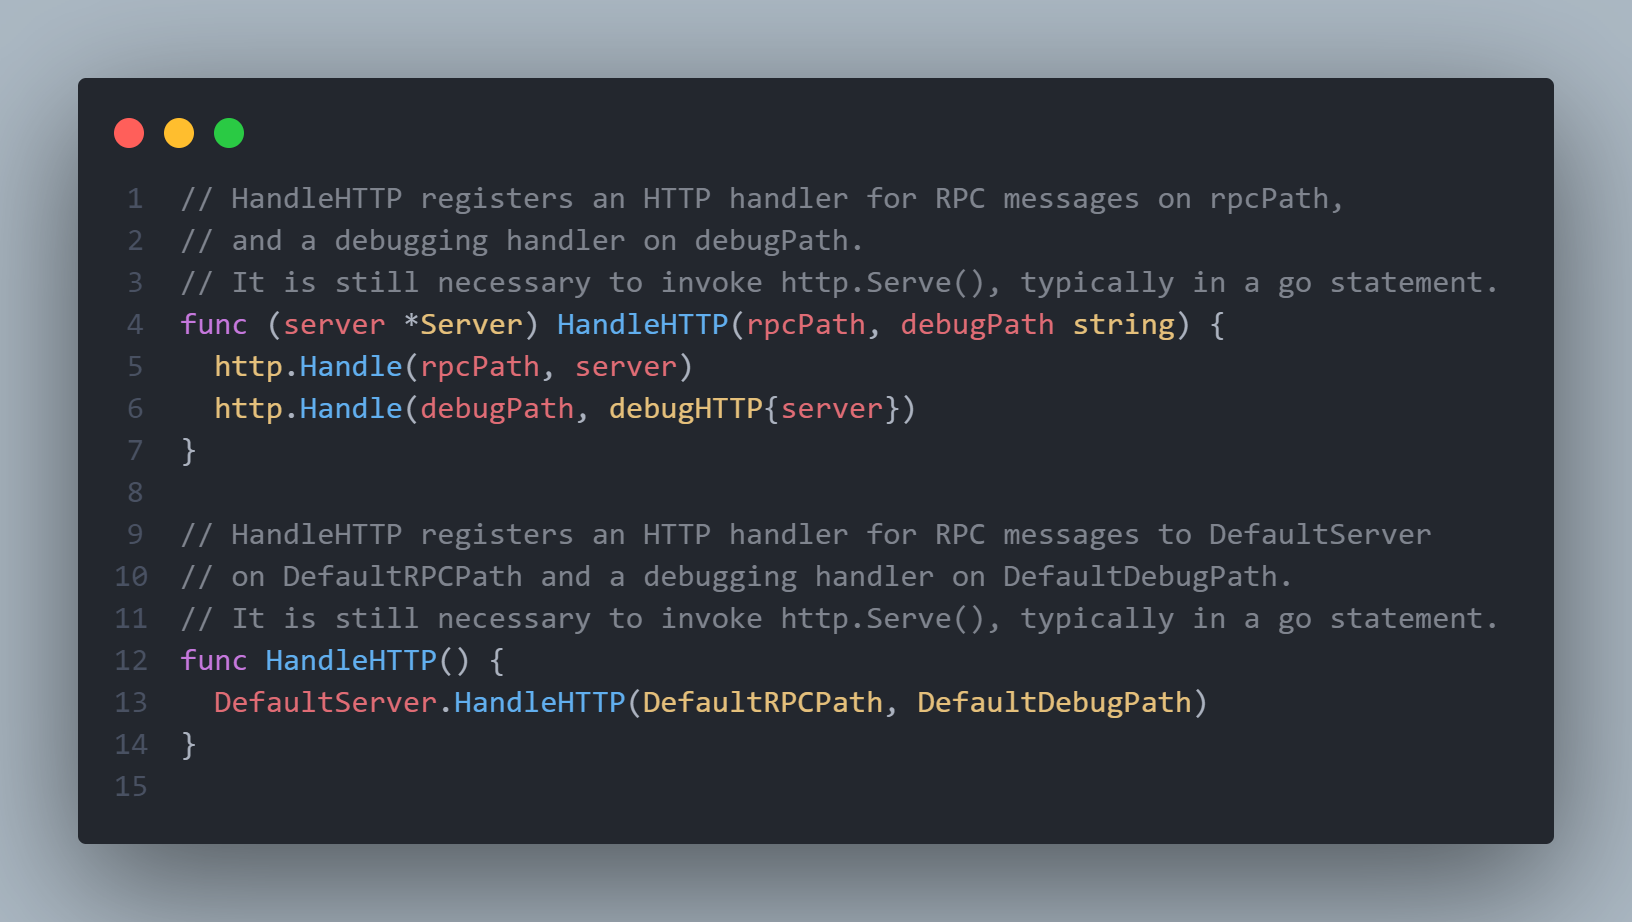 1 // HandleHTTP registers an HTTP handler for RPC messages on rpcPath,
2 // and a debugging handler on debugPath.
3 // It is still necessary to invoke http.Serve(), typically in a go statement.
4 func (server *Server) HandleHTTP(rpcPath, debugPath string) {
5   http.Handle(rpcPath, server)
6   http.Handle(debugPath, debugHTTP{server})
7 }
8
9 // HandleHTTP registers an HTTP handler for RPC messages to DefaultServer
10 // on DefaultRPCPath and a debugging handler on DefaultDebugPath.
11 // It is still necessary to invoke http.Serve(), typically in a go statement.
12 func HandleHTTP() {
13   DefaultServer.HandleHTTP(DefaultRPCPath, DefaultDebugPath)
14 }
15